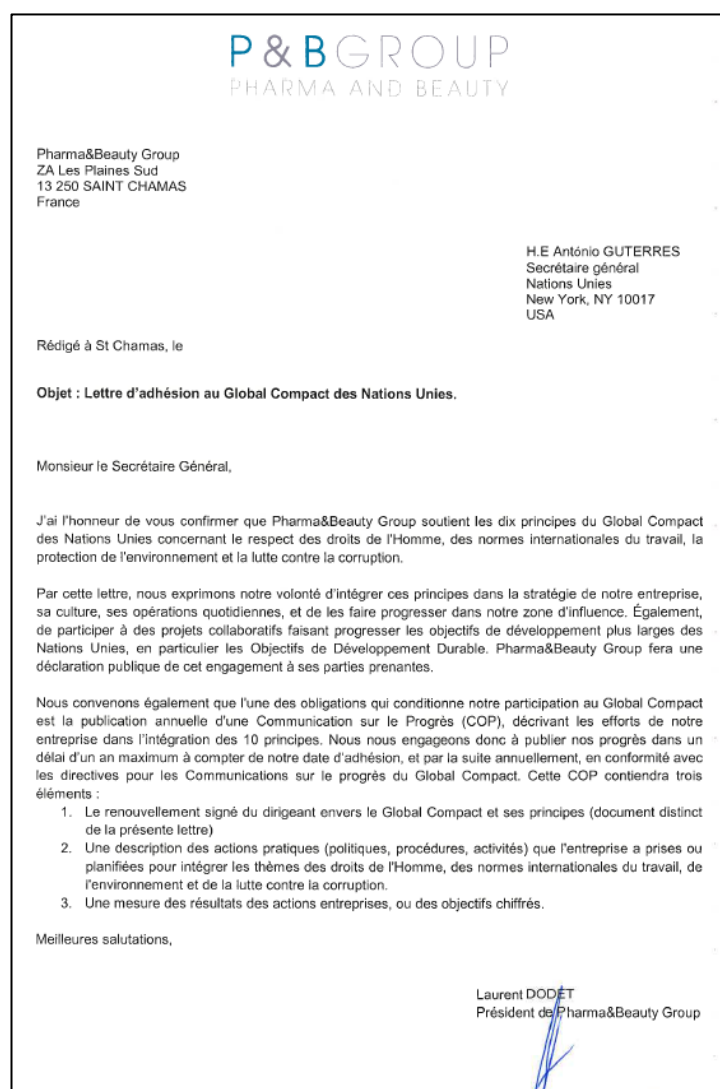 P & B GROUP
PHARMA AND BEAUTY
Pharma&Beauty Group
ZA Les Plaines Sud
13 250 SAINT CHAMAS
France
H.E António GUTERRES
Secrétaire général
Nations Unies
New York, NY 10017
USA
Rédigé à St Chamas, le
Objet : Lettre d'adhésion au Global Compact des Nations Unies.
Monsieur le Secrétaire Général,
J'ai l'honneur de vous confirmer que Pharma&Beauty Group soutient les dix principes du Global Compact
des Nations Unies concernant le respect des droits de l'Homme, des normes internationales du travail, la
protection de l'environnement et la lutte contre la corruption.
Par cette lettre, nous exprimons notre volonté d'intégrer ces principes dans la stratégie de notre entreprise,
sa culture, ses opérations quotidiennes, et de les faire progresser dans notre zone d'influence. Également,
de participer à des projets collaboratifs faisant progresser les objectifs de développement plus larges des
Nations Unies, en particulier les Objectifs de Développement Durable. Pharma&Beauty Group fera une
déclaration publique de cet engagement à ses parties prenantes.
Nous convenons également que l'une des obligations qui conditionne notre participation au Global Compact
est la publication annuelle d'une Communication sur le Progrès (COP), décrivant les efforts de notre
entreprise dans l'intégration des 10 principes. Nous nous engageons donc à publier nos progrès dans un
délai d'un an maximum à compter de notre date d'adhésion, et par la suite annuellement, en conformité avec
les directives pour les Communications sur le progrès du Global Compact. Cette COP contiendra trois
éléments :
1. Le renouvellement signé du dirigeant envers le Global Compact et ses principes (document distinct
de la présente lettre)
2. Une description des actions pratiques (politiques, procédures, activités) que l'entreprise a prises ou
planifiées pour intégrer les thèmes des droits de l'Homme, des normes internationales du travail, de
l'environnement et de la lutte contre la corruption.
3. Une mesure des résultats des actions entreprises, ou des objectifs chiffrés.
Meilleures salutations,
Laurent DODET
Président de Pharma&Beauty Group